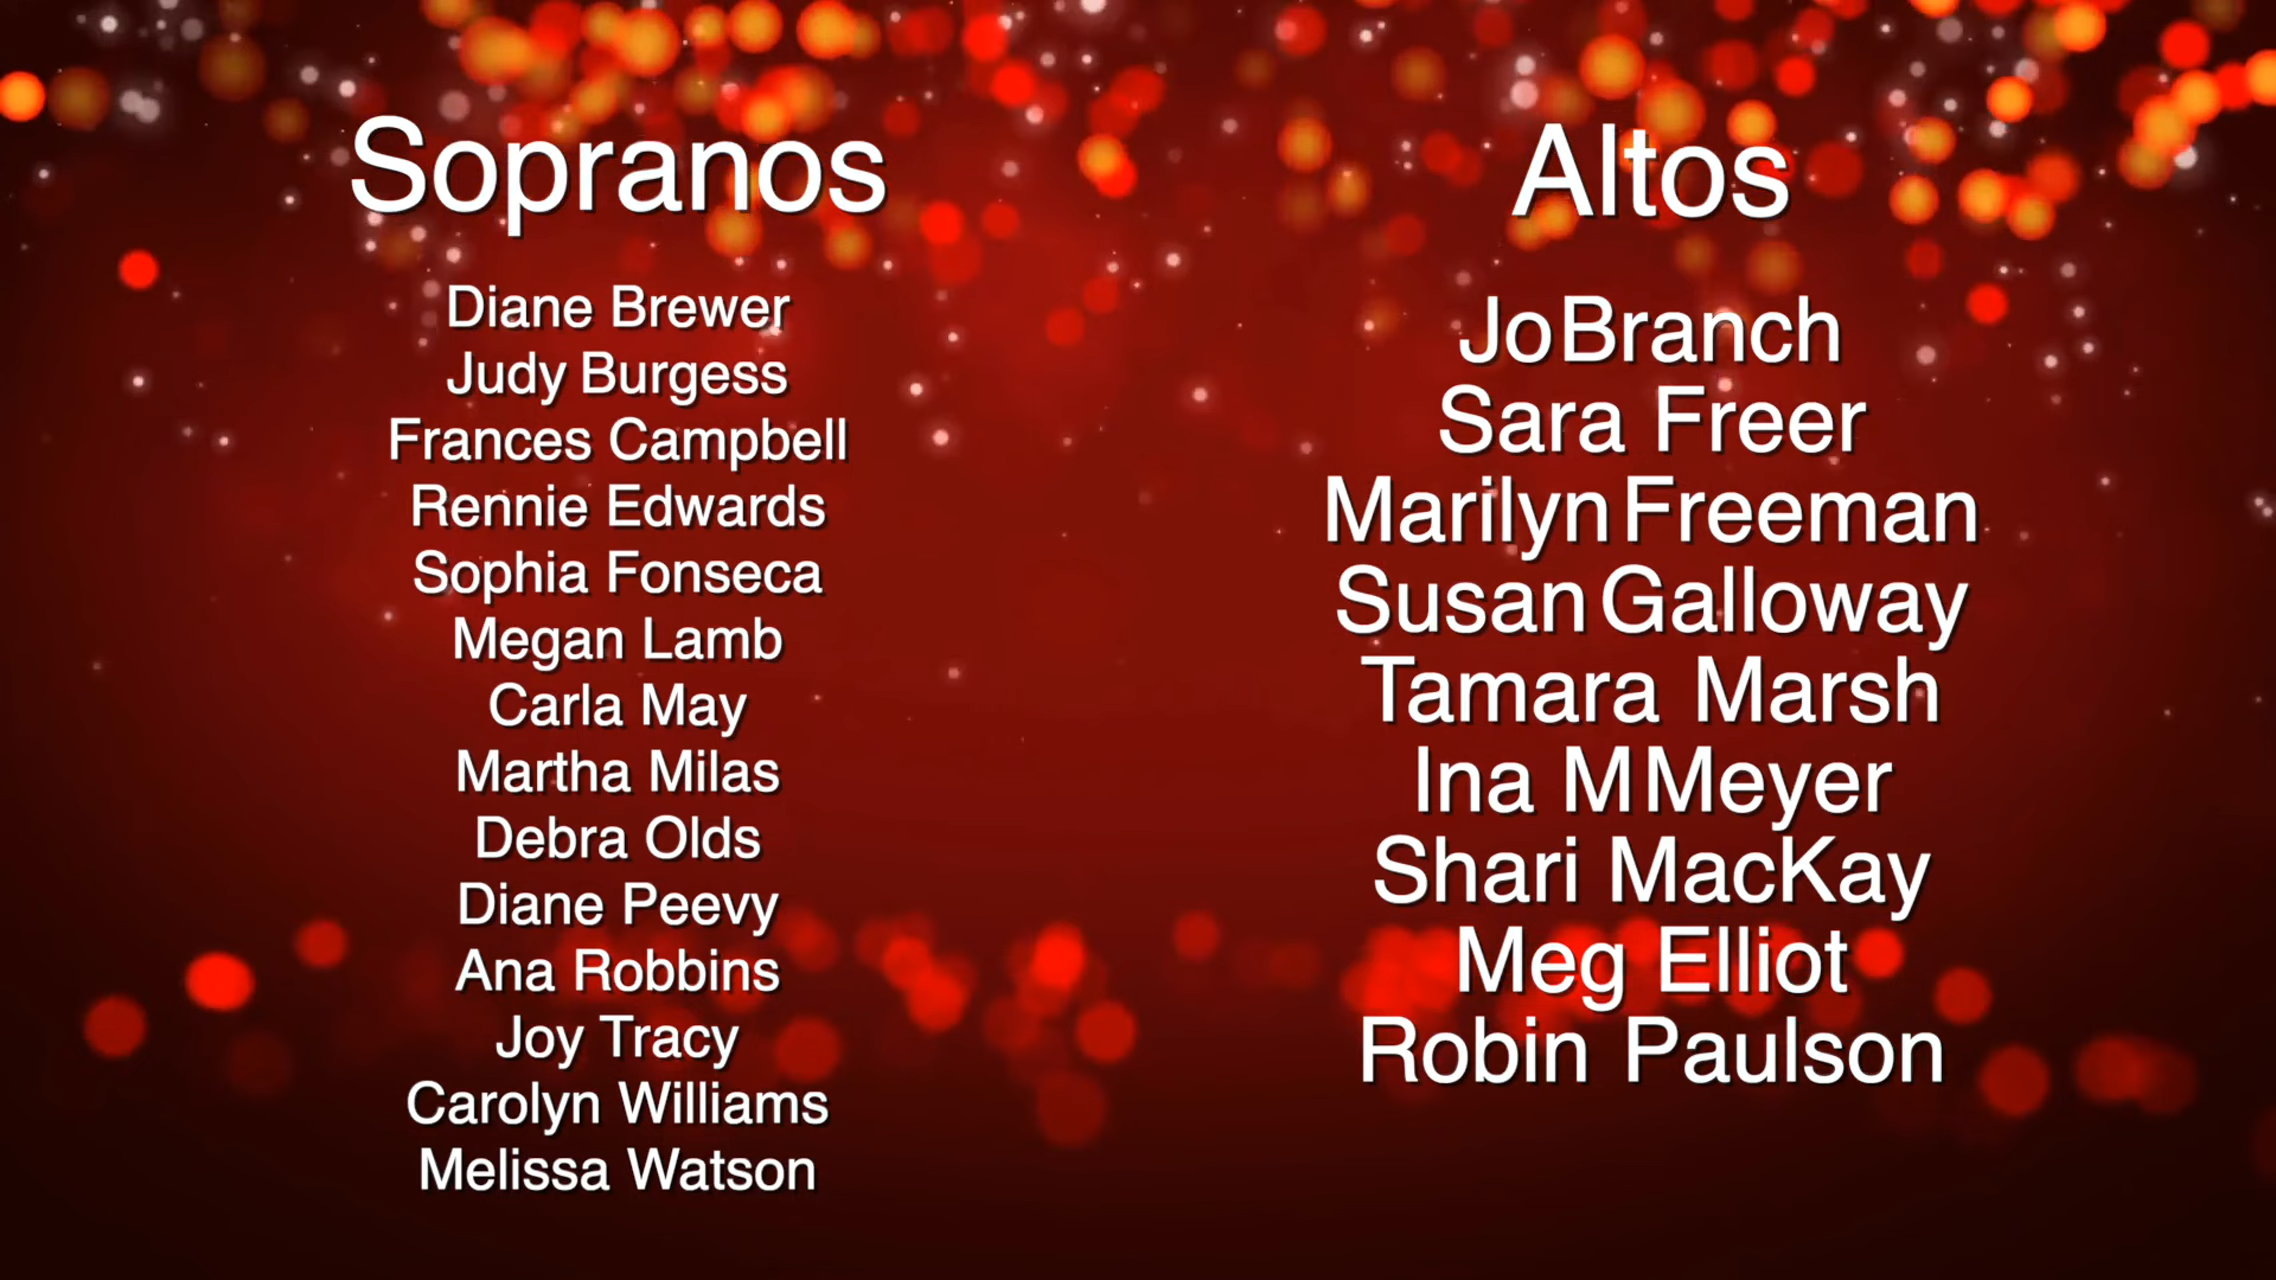 Sopranos
Diane Brewer
Judy Burgess
Frances Campbell
Rennie Edwards
Sophia Fonseca
Megan Lamb
Carla May
Martha Milas
Debra Olds
Diane Peevy
Ana Robbins
Joy Tracy
Carolyn Williams
Melissa Watson
Altos
Jo Branch
Sara Freer
Marilyn Freeman
Susan Galloway
Tamara Marsh
Ina M Meyer
Shari MacKay
Meg Elliot
Robin Paulson